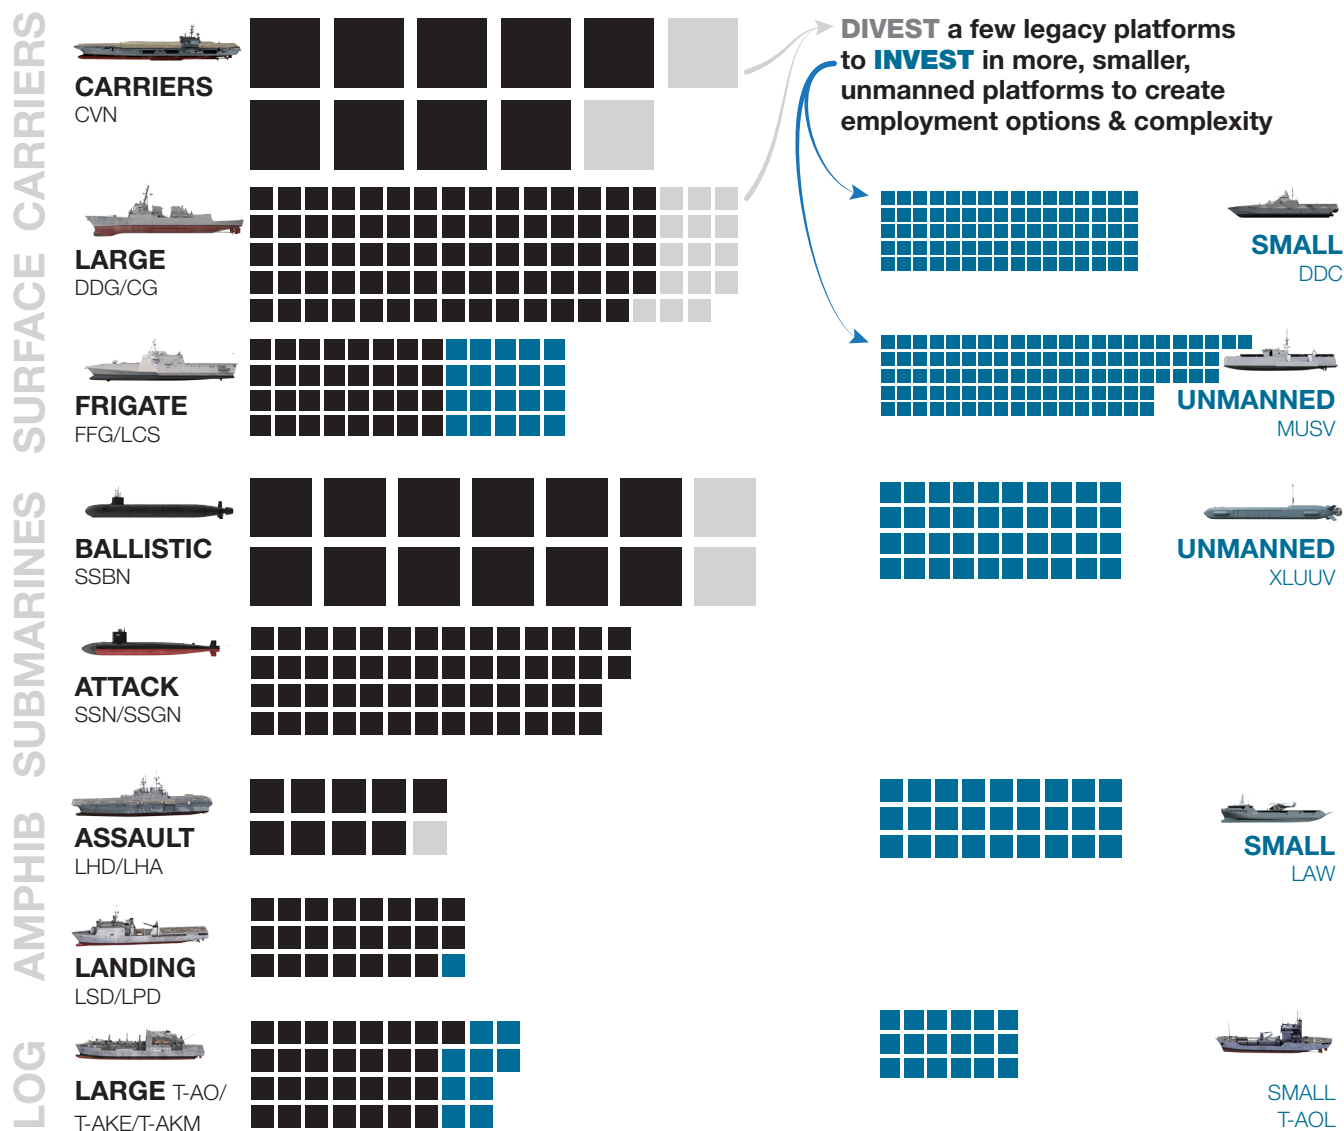 CARRIERS
SURFACE
SUBMARINES
AMPHIB
LOG
CARRIERS
CVN
DIVEST a few legacy platforms
to INVEST in more, smaller,
unmanned platforms to create
employment options & complexity
LARGE
DDG/CG
SMALL
DDC
FRIGATE
FFG/LCS
UNMANNED
MUSV
BALLISTIC
SSBN
UNMANNED
XLUUV
ATTACK
SSN/SSGN
ASSAULT
LHD/LHA
SMALL
LAW
LANDING
LSD/LPD
LARGE T-AO/
T-AKE/T-AKM
SMALL
T-AOL